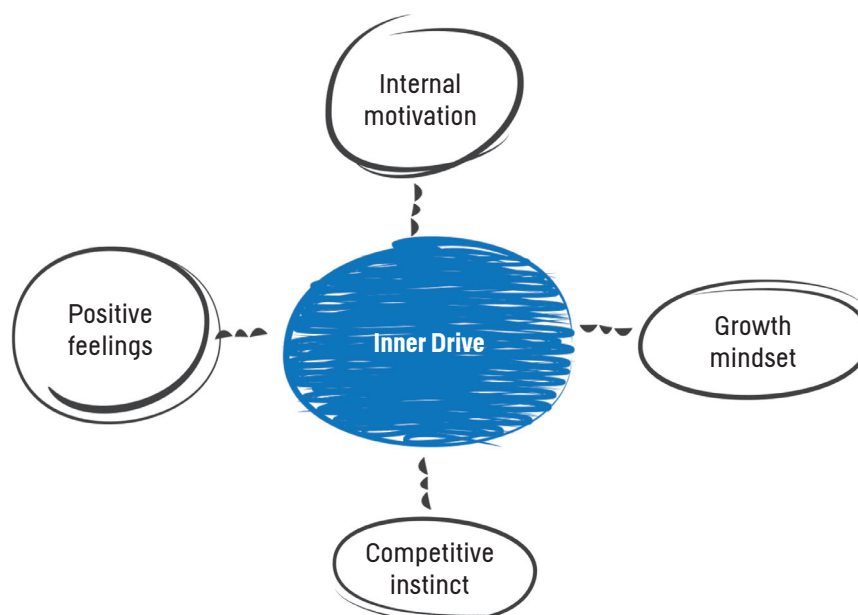 Internal
motivation
Positive
feelings
Inner Drive
Growth
mindset
Competitive
instinct